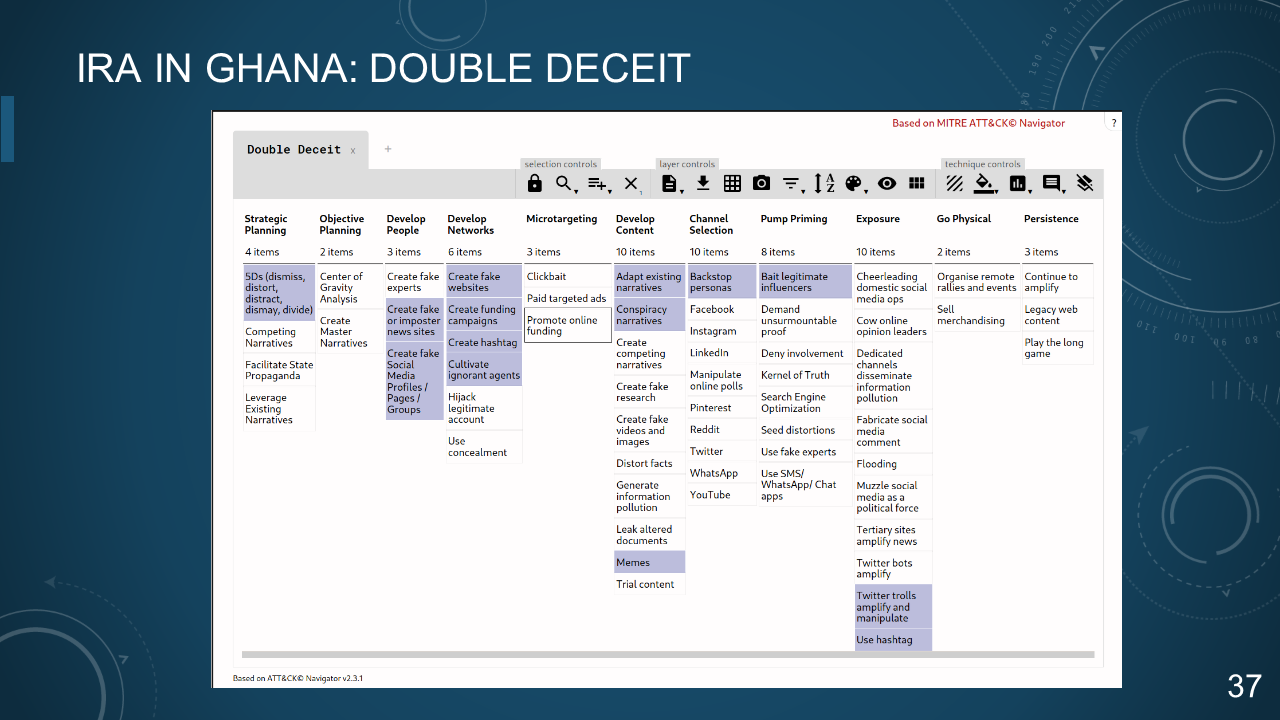 IRA IN GHANA: DOUBLE DECEIT
Based on MITRE ATT&CK© Navigator
?
Double Deceit x
+
selection controls
layer controls
technique controls
Strategic
Planning
4 items
5Ds (dismiss,
distort,
distract,
dismay, divide)
Competing
Narratives
Facilitate State
Propaganda
Leverage
Existing
Narratives
Objective
Planning
2 items
Center of
Gravity
Analysis
Create
Master
Narratives
Develop
People
3 items
Create fake
experts
Create fake
or imposter
news sites
Create fake
Social
Media
Profiles /
Pages /
Groups
Develop
Networks
6 items
Create fake
websites
Create funding
campaigns
Create hashtag
Cultivate
ignorant agents
Hijack
legitimate
account
Use
concealment
Microtargeting
3 items
Clickbait
Paid targeted ads
Promote online
funding
Develop
Content
10 items
Adapt existing
narratives
Conspiracy
narratives
Create
competing
narratives
Create fake
research
Create fake
videos and
images
Distort facts
Generate
information
pollution
Leak altered
documents
Memes
Trial content
Channel
Selection
10 items
Backstop
personas
Facebook
Instagram
LinkedIn
Manipulate
online polls
Pinterest
Reddit
Twitter
WhatsApp
YouTube
Pump Priming
8 items
Bait legitimate
influencers
Demand
unsurmountable
proof
Deny involvement
Kernel of Truth
Search Engine
Optimization
Seed distortions
Use fake experts
Use SMS/
WhatsApp/ Chat
apps
Exposure
10 items
Cheerleading
domestic social
media ops
Cow online
opinion leaders
Dedicated
channels
disseminate
information
pollution
Fabricate social
media
comment
Flooding
Muzzle social
media as a
political force
Tertiary sites
amplify news
Twitter bots
amplify
Twitter trolls
amplify and
manipulate
Use hashtag
Go Physical
2 items
Organise remote
rallies and events
Sell
merchandising
Persistence
3 items
Continue to
amplify
Legacy web
content
Play the long
game
Based on ATT&CK© Navigator v2.3.1
37